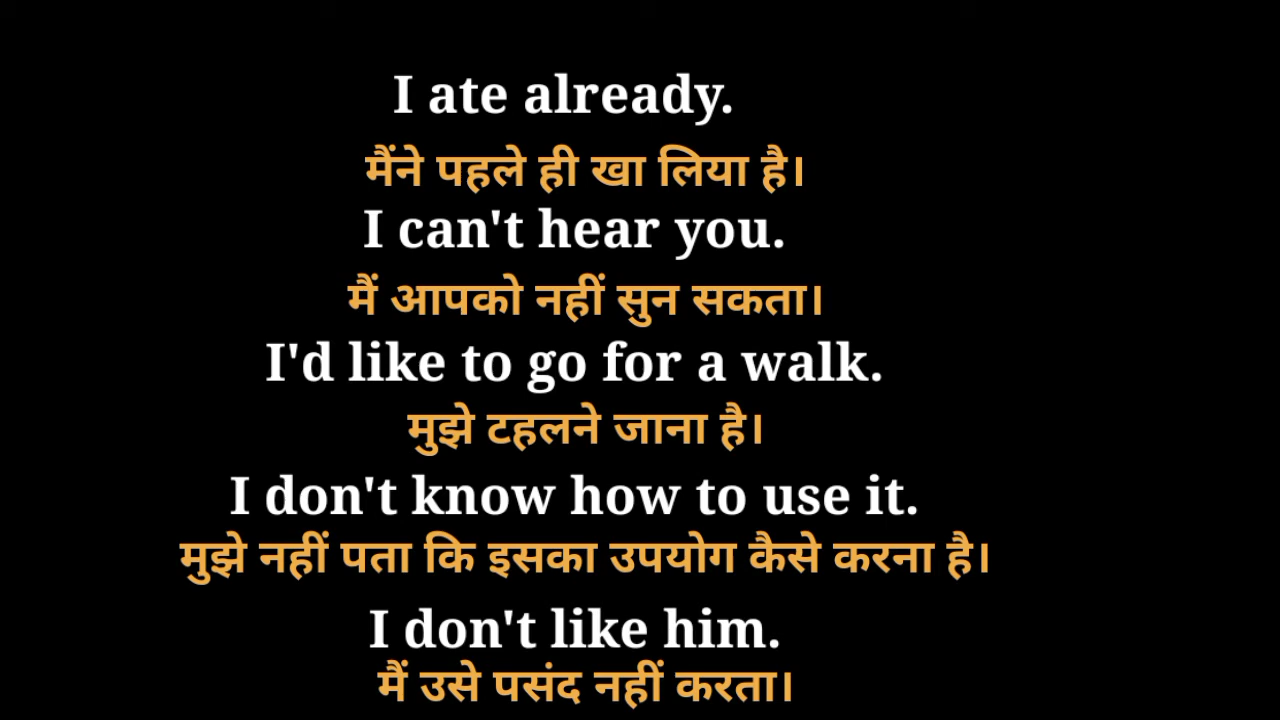 I ate already.
मैंने पहले ही खा लिया है।
I can't hear you.
मैं आपको नहीं सुन सकता।
I'd like to go for a walk.
मुझे टहलने जाना है।
I don't know how to use it.
मुझे नहीं पता कि इसका उपयोग कैसे करना है।
I don't like him.
मैं उसे पसंद नहीं करता।